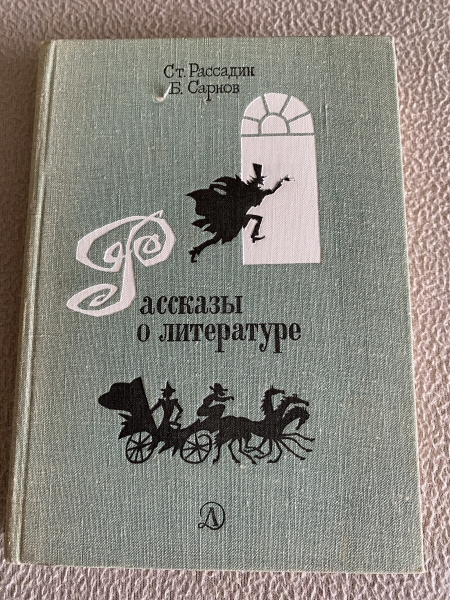 Ст. Рассадин
Б. Сарнов
Рассказы
о литературе
Д